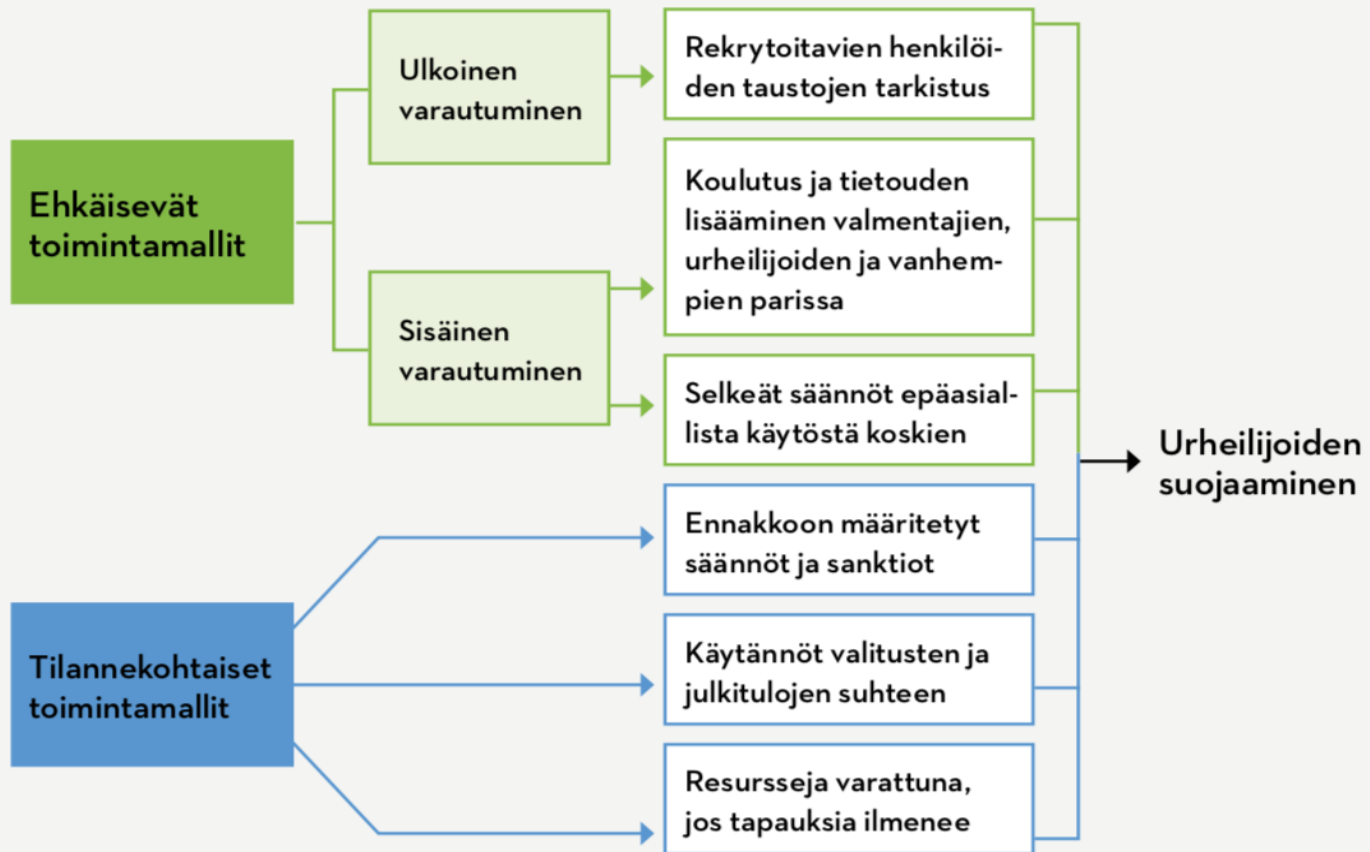 Ehkäisevät
toimintamallit
Ulkoinen
varautuminen
Sisäinen
varautuminen
Rekrytoitavien henkilöi-
den taustojen tarkistus
Koulutus ja tietouden
lisääminen valmentajien,
urheilijoiden ja vanhem-
pien parissa
Selkeät säännöt epäasial-
lista käytöstä koskien
Tilannekohtaiset
toimintamallit
Ennakkoon määritetyt
säännöt ja sanktiot
Käytännöt valitusten ja
julkitulojen suhteen
Resursseja varattuna,
jos tapauksia ilmenee
Urheilijoiden
suojaaminen